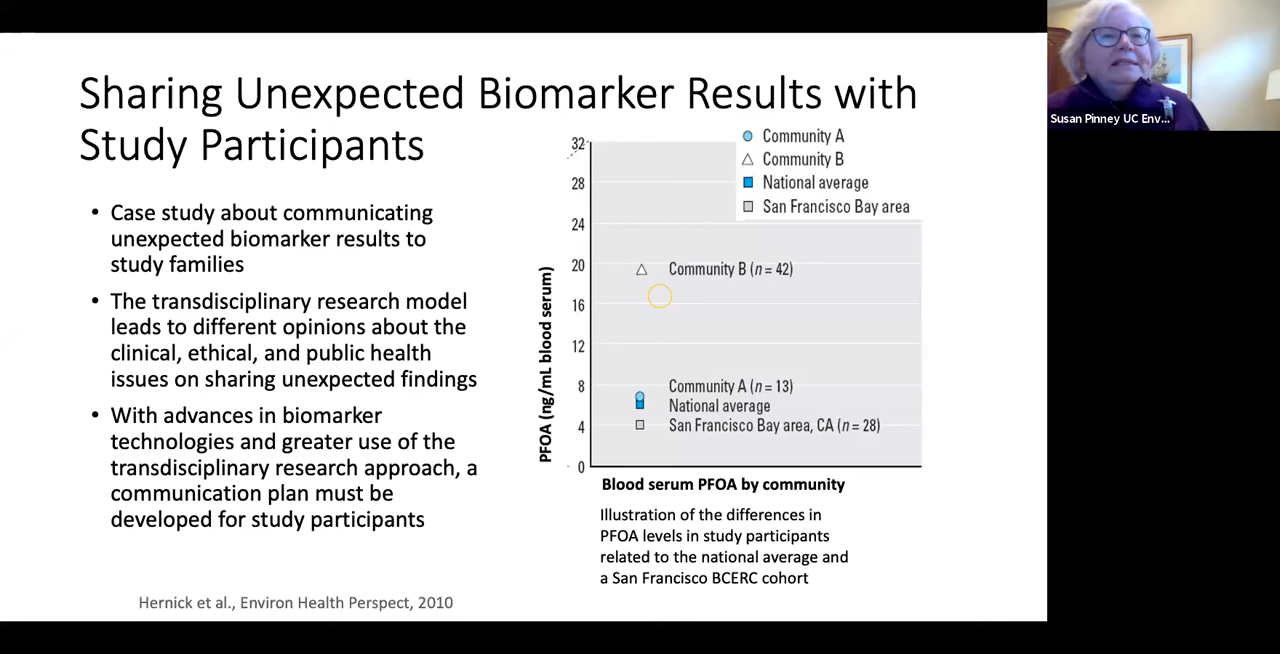 Sharing Unexpected Biomarker Results with
Study Participants
• Case study about communicating
unexpected biomarker results to
study families
• The transdisciplinary research model
leads to different opinions about the
clinical, ethical, and public health
issues on sharing unexpected findings
• With advances in biomarker
technologies and greater use of the
transdisciplinary research approach, a
communication plan must be
developed for study participants
Hernick et al., Environ Health Perspect, 2010
Community A
Community B
National average
San Francisco Bay area
PFOA (ng/mL blood serum)
32
28
24
20
16
12
8
4
0
Community B (n = 42)
Community A (n = 13)
National average
San Francisco Bay area, CA (n = 28)
Blood serum PFOA by community
Illustration of the differences in
PFOA levels in study participants
related to the national average and
a San Francisco BCERC cohort
Susan Pinney UC Env...